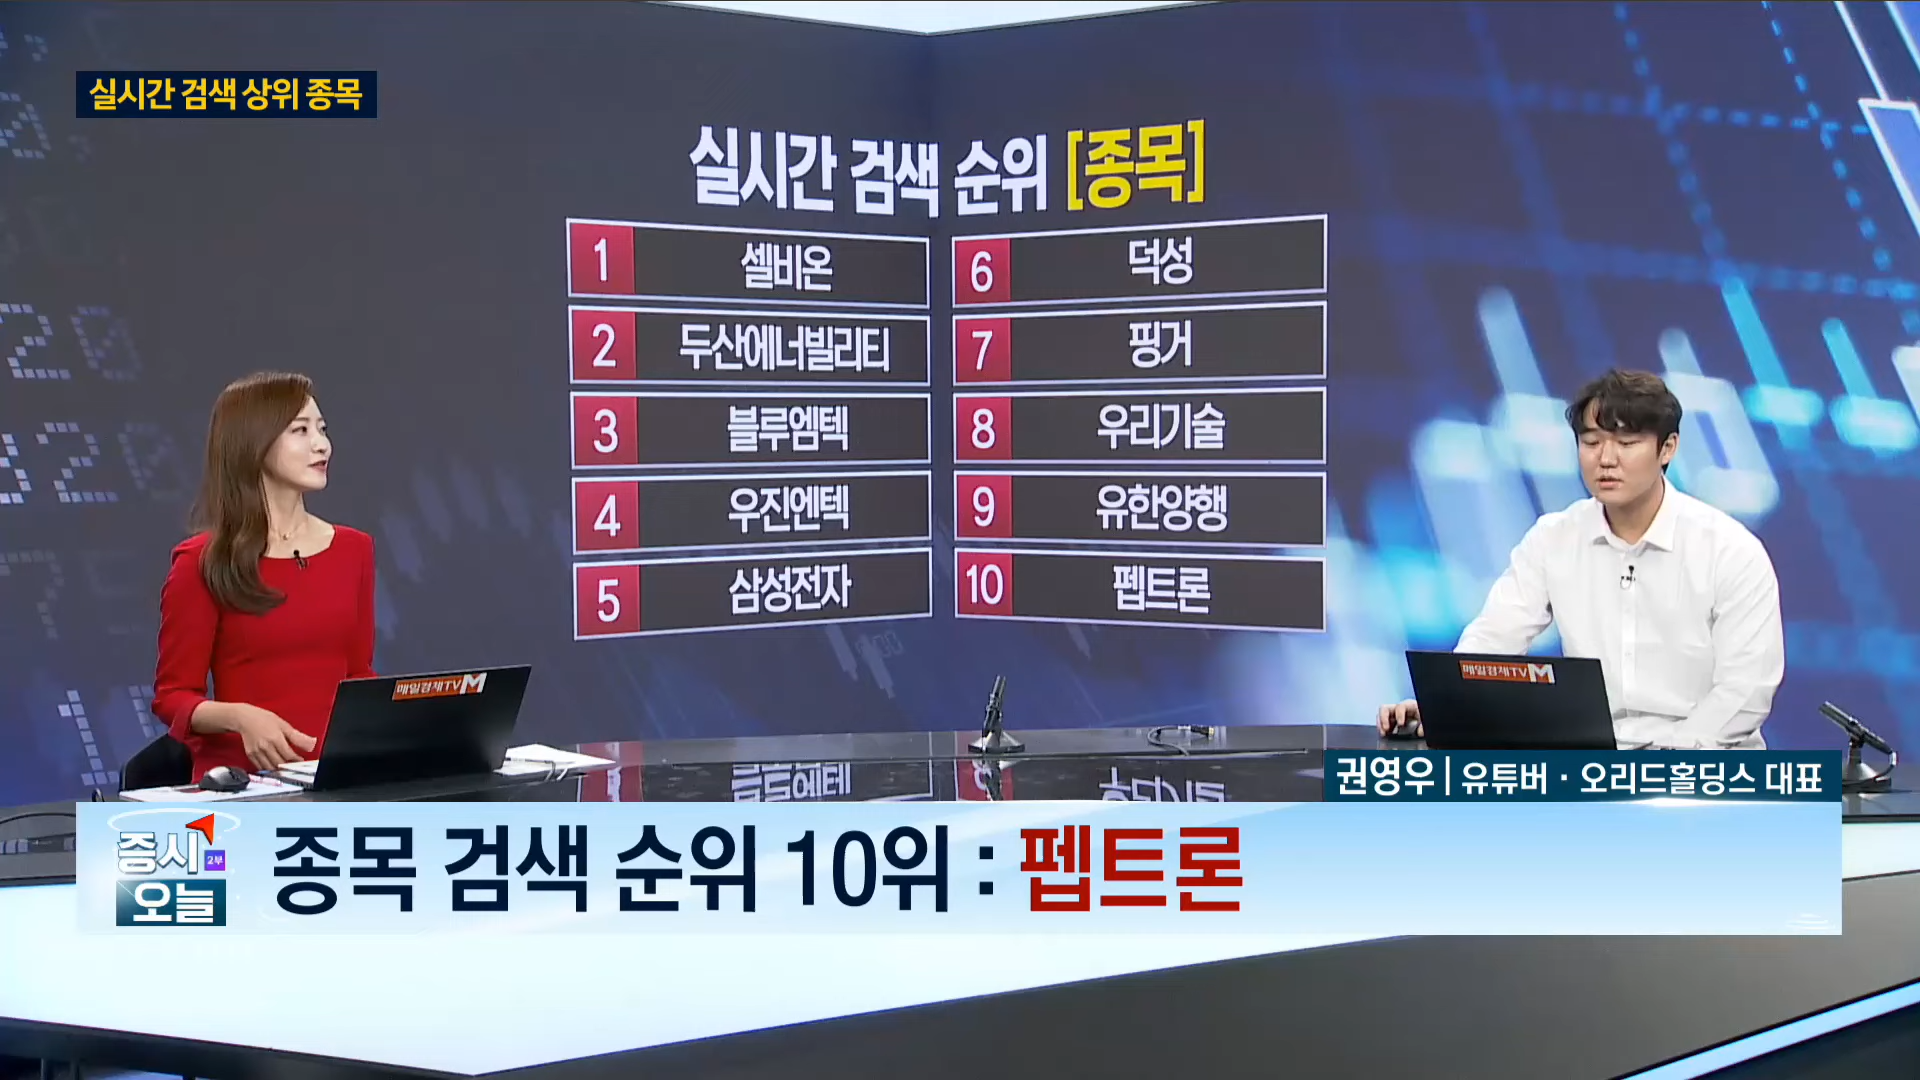 실시간 검색 상위 종목
실시간 검색 순위 [종목]
1 셀비온
2 두산에너빌리티
3 블루엠텍
4 우진엔텍
5 삼성전자
6 덕성
7 핑거
8 우리기술
9 유한양행
10 펩트론
매일경제TV M
매일경제TV M
권영우 | 유튜버 · 오리드홀딩스 대표
증시 2부
오늘
종목 검색 순위 10위 : 펩트론